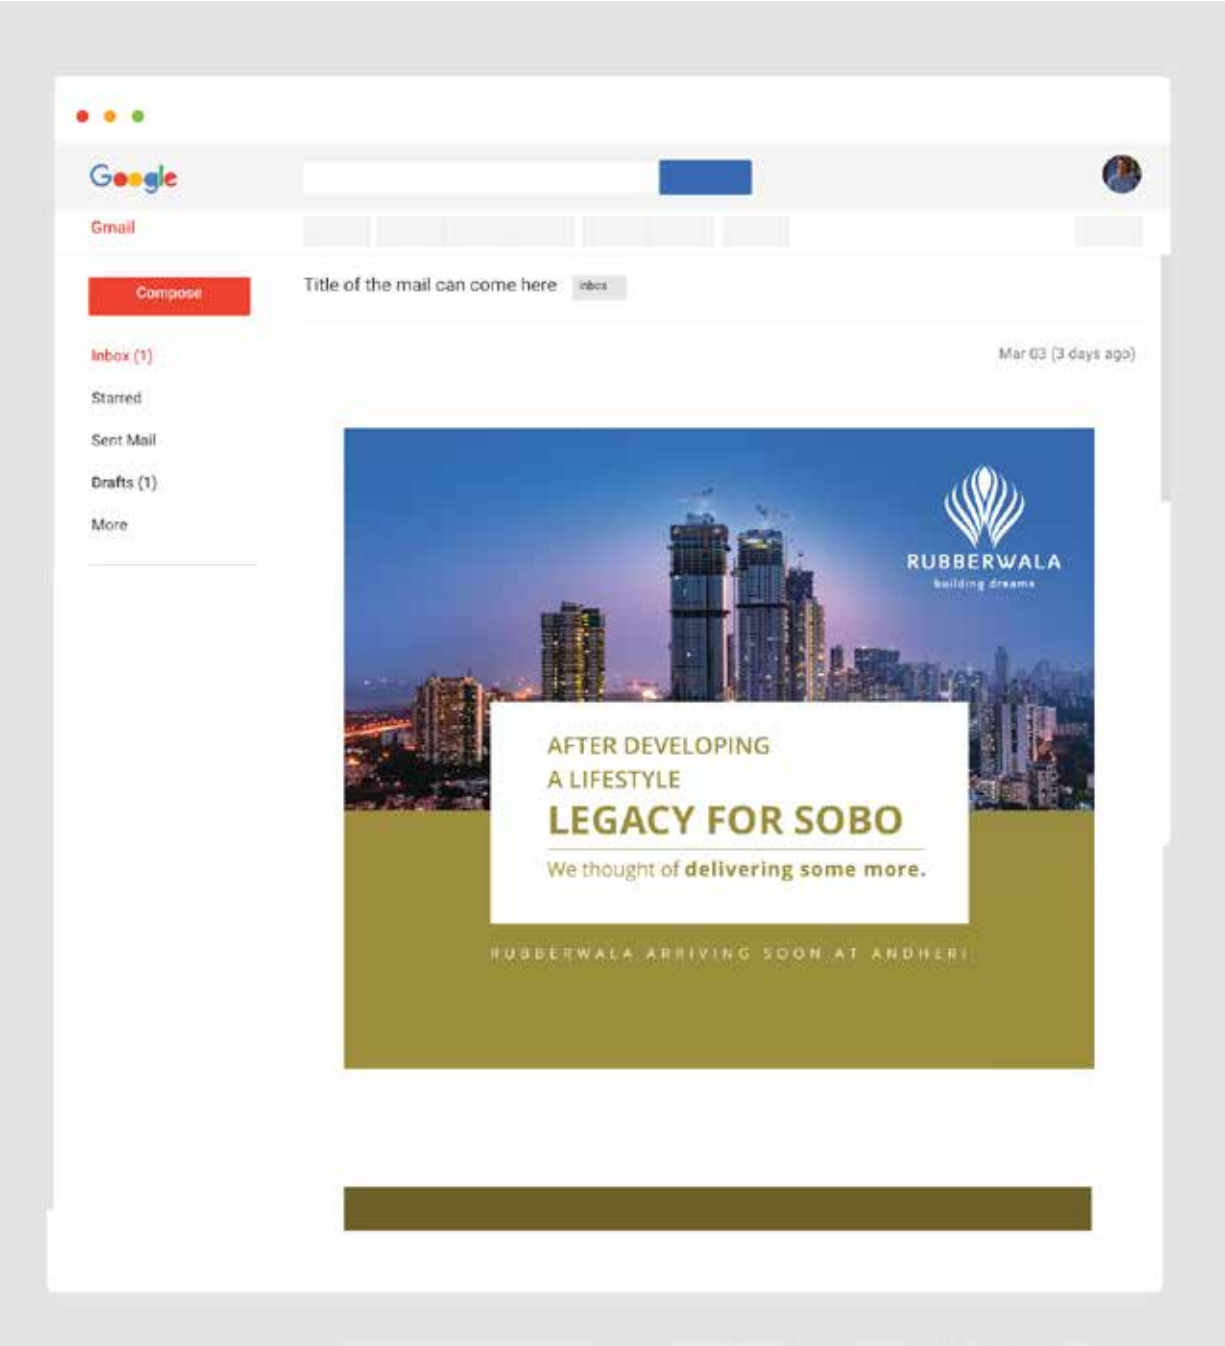 Google
Gmail
Compose
Title of the mail can come here inbox
Inbox (1)
Mar 03 (3 days ago)
Starred
Sent Mail
Drafts (1)
More
RUBBERWALA
building dreams
AFTER DEVELOPING
A LIFESTYLE
LEGACY FOR SOBO
We thought of delivering some more.
RUBBERWALA ARRIVING SOON AT ANDHERI